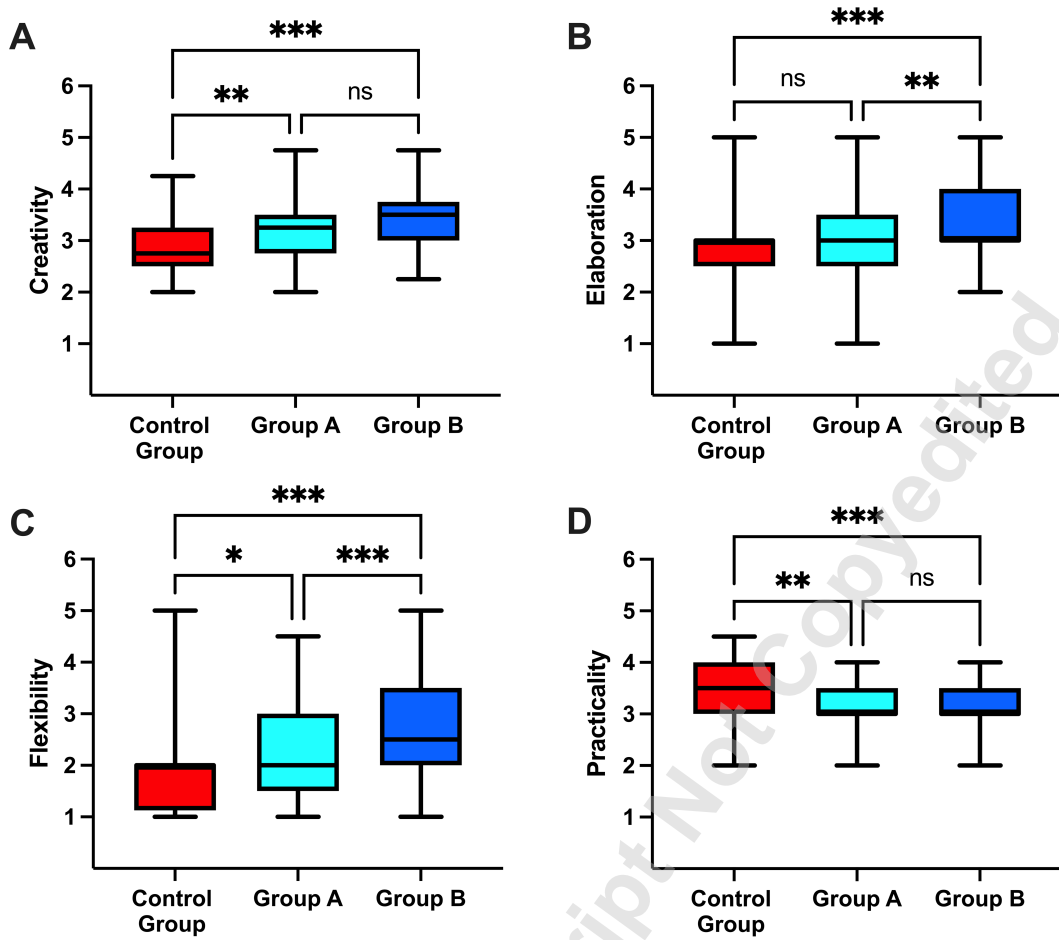 A
***
**
ns
6
5
4
3
2
1
Creativity
Control Group
Group A
Group B
B
***
ns
**
6
5
4
3
2
1
Elaboration
Control Group
Group A
Group B
C
***
*
***
6
5
4
3
2
1
Flexibility
Control Group
Group A
Group B
D
***
**
ns
6
5
4
3
2
1
Practicality
Control Group
Group A
Group B
ript Not Copyedited